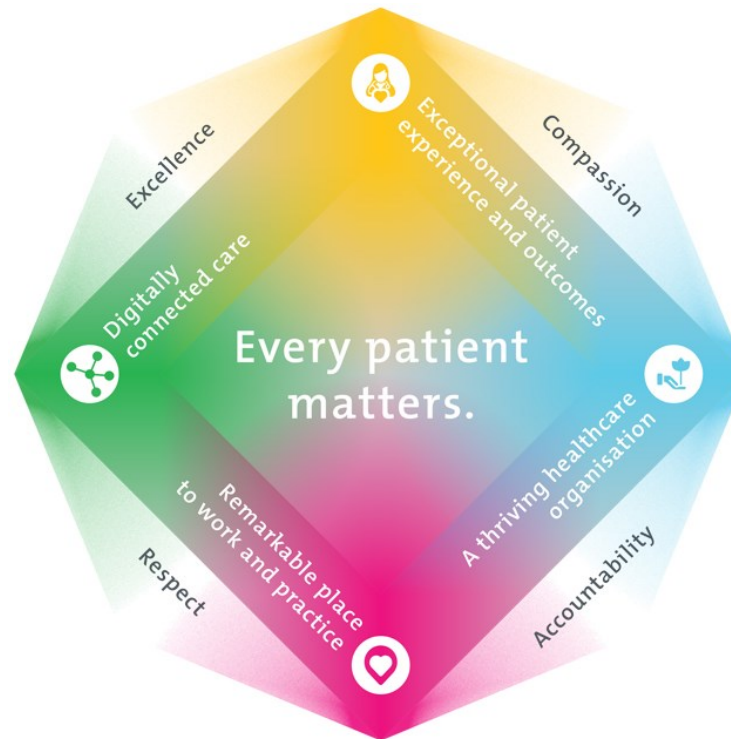 Excellence
Compassion
Exceptional patient
experience and outcomes
Digitally
connected care
Every patient
matters.
A thriving healthcare
organisation
Remarkable place
to work and practice
Respect
Accountability